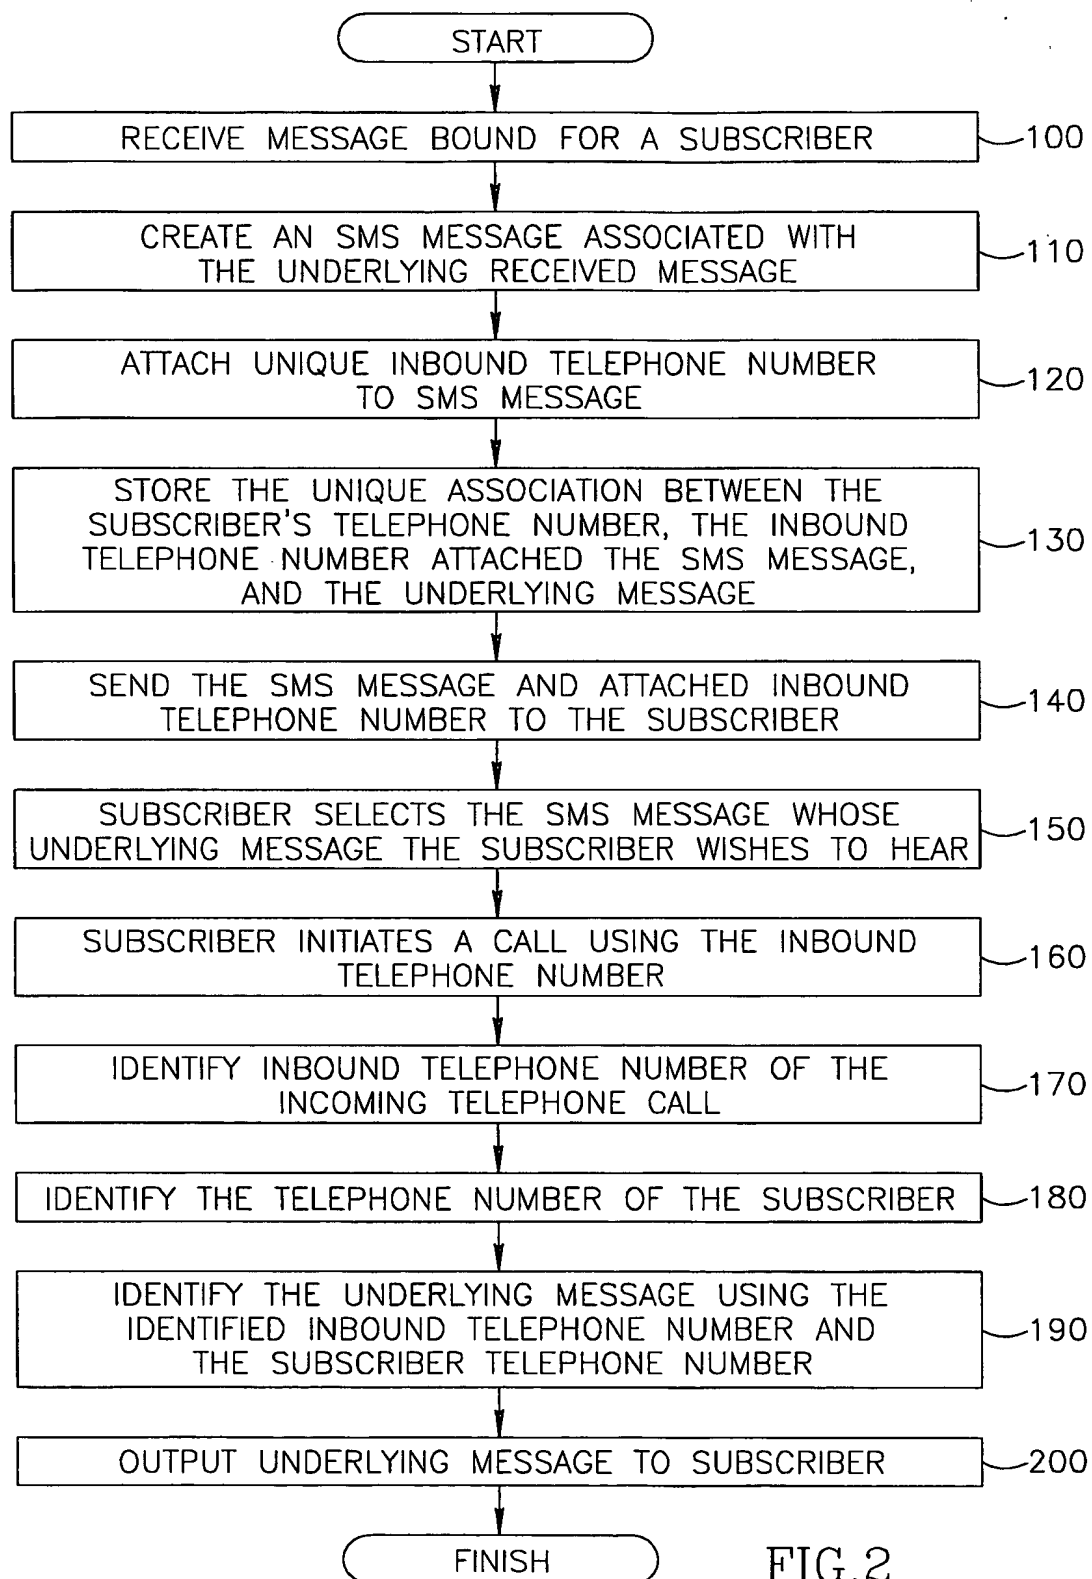 START
RECEIVE MESSAGE BOUND FOR A SUBSCRIBER
100
CREATE AN SMS MESSAGE ASSOCIATED WITH
THE UNDERLYING RECEIVED MESSAGE
110
ATTACH UNIQUE INBOUND TELEPHONE NUMBER
TO SMS MESSAGE
120
STORE THE UNIQUE ASSOCIATION BETWEEN THE
SUBSCRIBER'S TELEPHONE NUMBER, THE INBOUND
TELEPHONE NUMBER ATTACHED THE SMS MESSAGE,
AND THE UNDERLYING MESSAGE
130
SEND THE SMS MESSAGE AND ATTACHED INBOUND
TELEPHONE NUMBER TO THE SUBSCRIBER
140
SUBSCRIBER SELECTS THE SMS MESSAGE WHOSE
UNDERLYING MESSAGE THE SUBSCRIBER WISHES TO HEAR
150
SUBSCRIBER INITIATES A CALL USING THE INBOUND
TELEPHONE NUMBER
160
IDENTIFY INBOUND TELEPHONE NUMBER OF THE
INCOMING TELEPHONE CALL
170
IDENTIFY THE TELEPHONE NUMBER OF THE SUBSCRIBER
180
IDENTIFY THE UNDERLYING MESSAGE USING THE
IDENTIFIED INBOUND TELEPHONE NUMBER AND
THE SUBSCRIBER TELEPHONE NUMBER
190
OUTPUT UNDERLYING MESSAGE TO SUBSCRIBER
200
FINISH
FIG.2